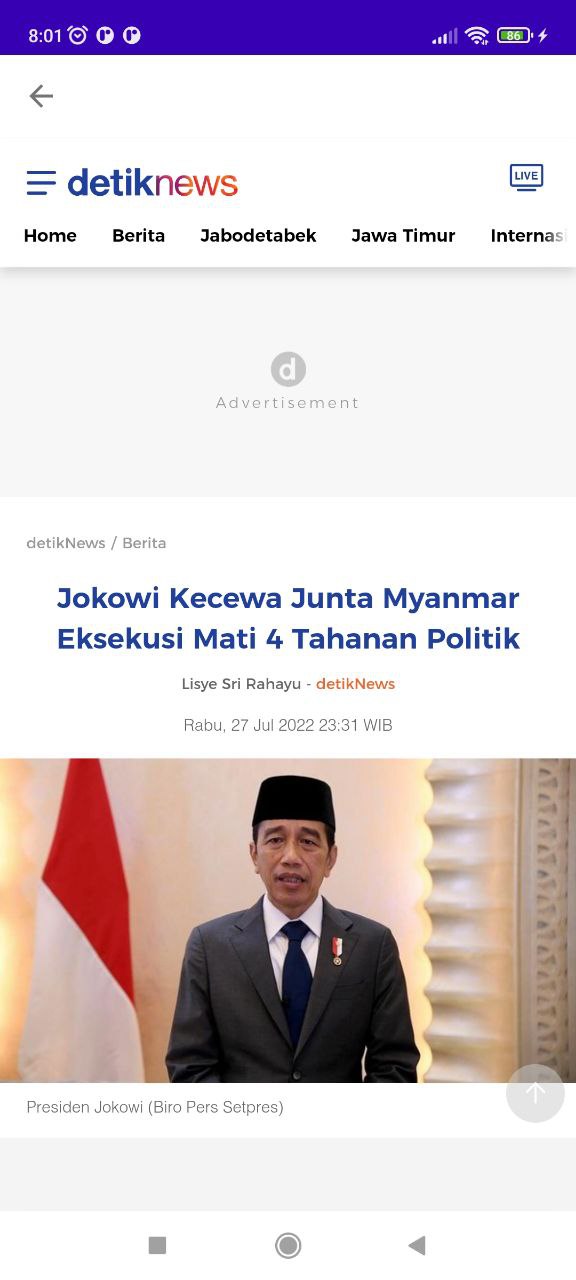 8:01
86
detiknews
LIVE
Home Berita Jabodetabek Jawa Timur Internasi
d
Advertisement
detikNews / Berita
Jokowi Kecewa Junta Myanmar
Eksekusi Mati 4 Tahanan Politik
Lisye Sri Rahayu - detikNews
Rabu, 27 Jul 2022 23:31 WIB
Presiden Jokowi (Biro Pers Setpres)